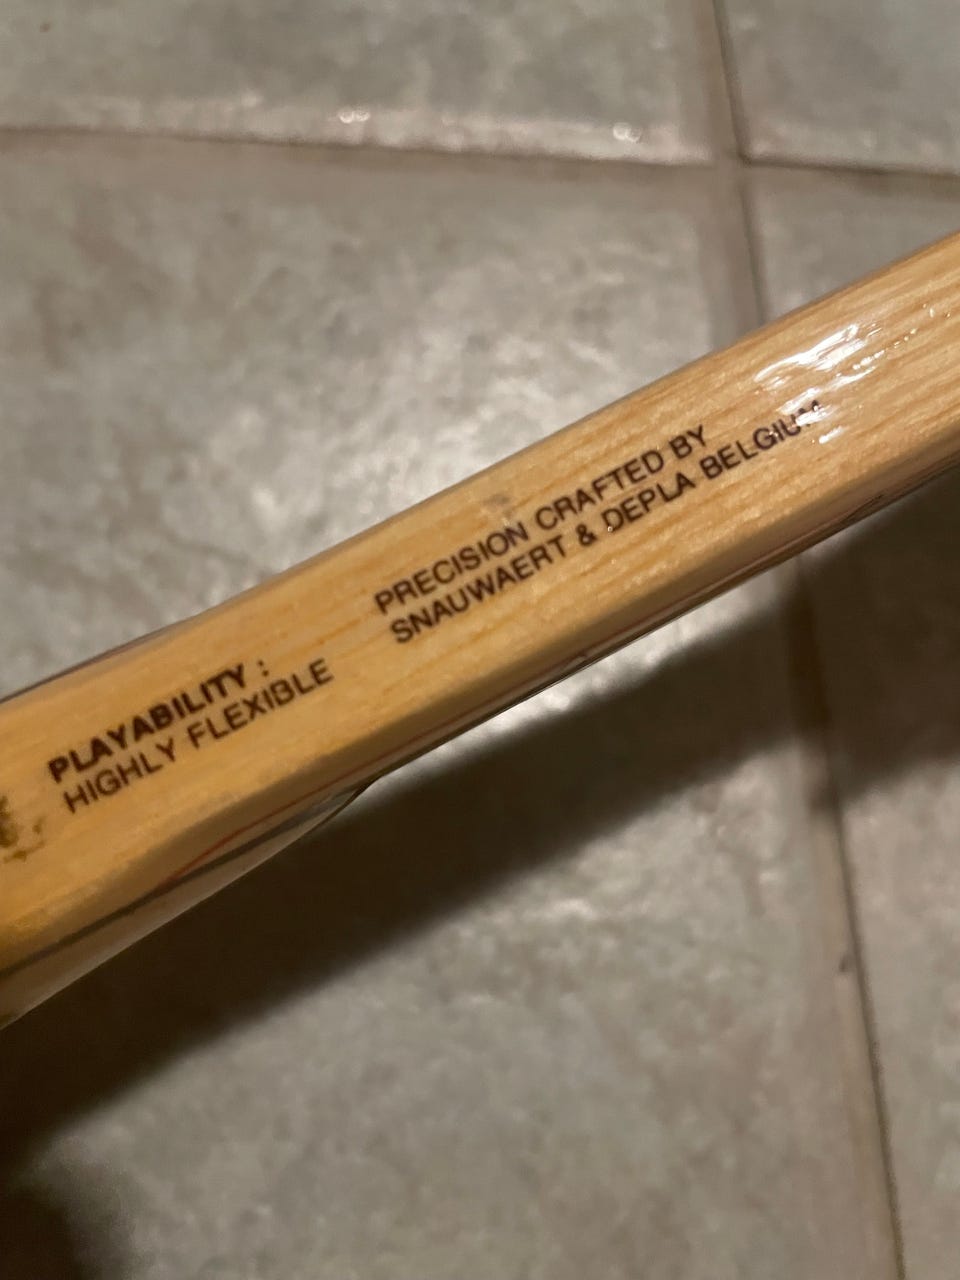 PLAYABILITY :
HIGHLY FLEXIBLE
PRECISION CRAFTED BY
SNAUWAERT & DEPLA BELGIUM